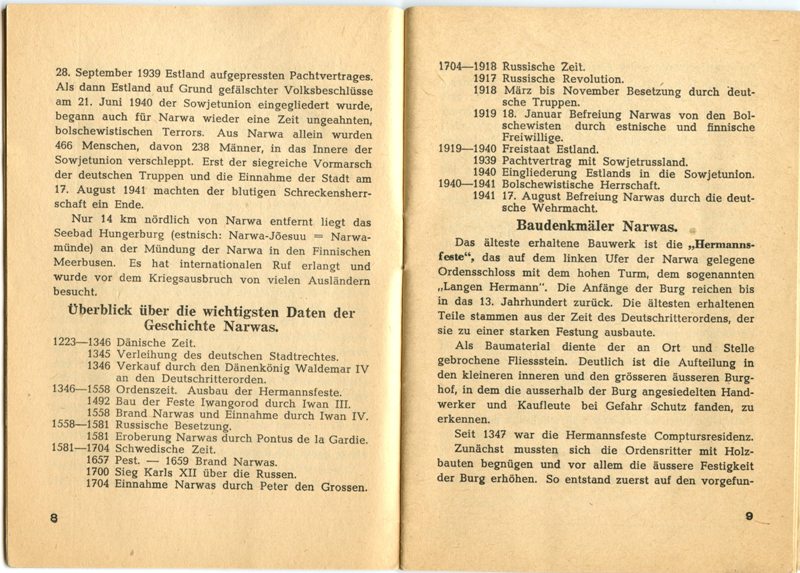 28. September 1939 Estland aufgepressten Pachtvertrages.
Als dann Estland auf Grund gefälschter Volksbeschlüsse
am 21. Juni 1940 der Sowjetunion eingegliedert wurde,
begann auch für Narwa wieder eine Zeit ungeahnten,
bolschewistischen Terrors. Aus Narwa allein wurden
466 Menschen, davon 238 Männer, in das Innere der
Sowjetunion verschleppt. Erst der siegreiche Vormarsch
der deutschen Truppen und die Einnahme der Stadt am
17. August 1941 machten der blutigen Schreckensherr-
schaft ein Ende.
Nur 14 km nördlich von Narwa entfernt liegt das
Seebad Hungerburg (estnisch: Narwa-Jõesuu = Narwa-
münde) an der Mündung der Narwa in den Finnischen
Meerbusen. Es hat internationalen Ruf erlangt und
wurde vor dem Kriegsausbruch von vielen Ausländern
besucht.
Überblick über die wichtigsten Daten der
Geschichte Narwas.
1223—1346 Dänische Zeit.
1345 Verleihung des deutschen Stadtrechtes.
1346 Verkauf durch den Dänenkönig Waldemar IV
an den Deutschritterorden.
1346—1558 Ordenszeit. Ausbau der Hermannsfeste.
1492 Bau der Feste Iwangorod durch Iwan III.
1558 Brand Narwas und Einnahme durch Iwan IV.
1558—1581 Russische Besetzung.
1581 Eroberung Narwas durch Pontus de la Gardie.
1581—1704 Schwedische Zeit.
1657 Pest. — 1659 Brand Narwas.
1700 Sieg Karls XII über die Russen.
1704 Einnahme Narwas durch Peter den Grossen.
8
1704—1918 Russische Zeit.
1917 Russische Revolution.
1918 März bis November Besetzung durch deut-
sche Truppen.
1919 18. Januar Befreiung Narwas von den Bol-
schewisten durch estnische und finnische
Freiwillige.
1919—1940 Freistaat Estland.
1939 Pachtvertrag mit Sowjetrussland.
1940 Eingliederung Estlands in die Sowjetunion.
1940—1941 Bolschewistische Herrschaft.
1941 17. August Befreiung Narwas durch die deut-
sche Wehrmacht.
Baudenkmäler Narwas.
Das älteste erhaltene Bauwerk ist die „Hermanns-
feste“, das auf dem linken Ufer der Narwa gelegene
Ordensschloss mit dem hohen Turm, dem sogenannten
„Langen Hermann“. Die Anfänge der Burg reichen bis
in das 13. Jahrhundert zurück. Die ältesten erhaltenen
Teile stammen aus der Zeit des Deutschritterordens, der
sie zu einer starken Festung ausbaute.
Als Baumaterial diente der an Ort und Stelle
gebrochene Fliessstein. Deutlich ist die Aufteilung in
den kleineren inneren und den grösseren äusseren Burg-
hof, in dem die ausserhalb der Burg angesiedelten Hand-
werker und Kaufleute bei Gefahr Schutz fanden, zu
erkennen.
Seit 1347 war die Hermannsfeste Comptursresidenz.
Zunächst mussten sich die Ordensritter mit Holz-
bauten begnügen und vor allem die äussere Festigkeit
der Burg erhöhen. So entstand zuerst auf den vorgefun-
9